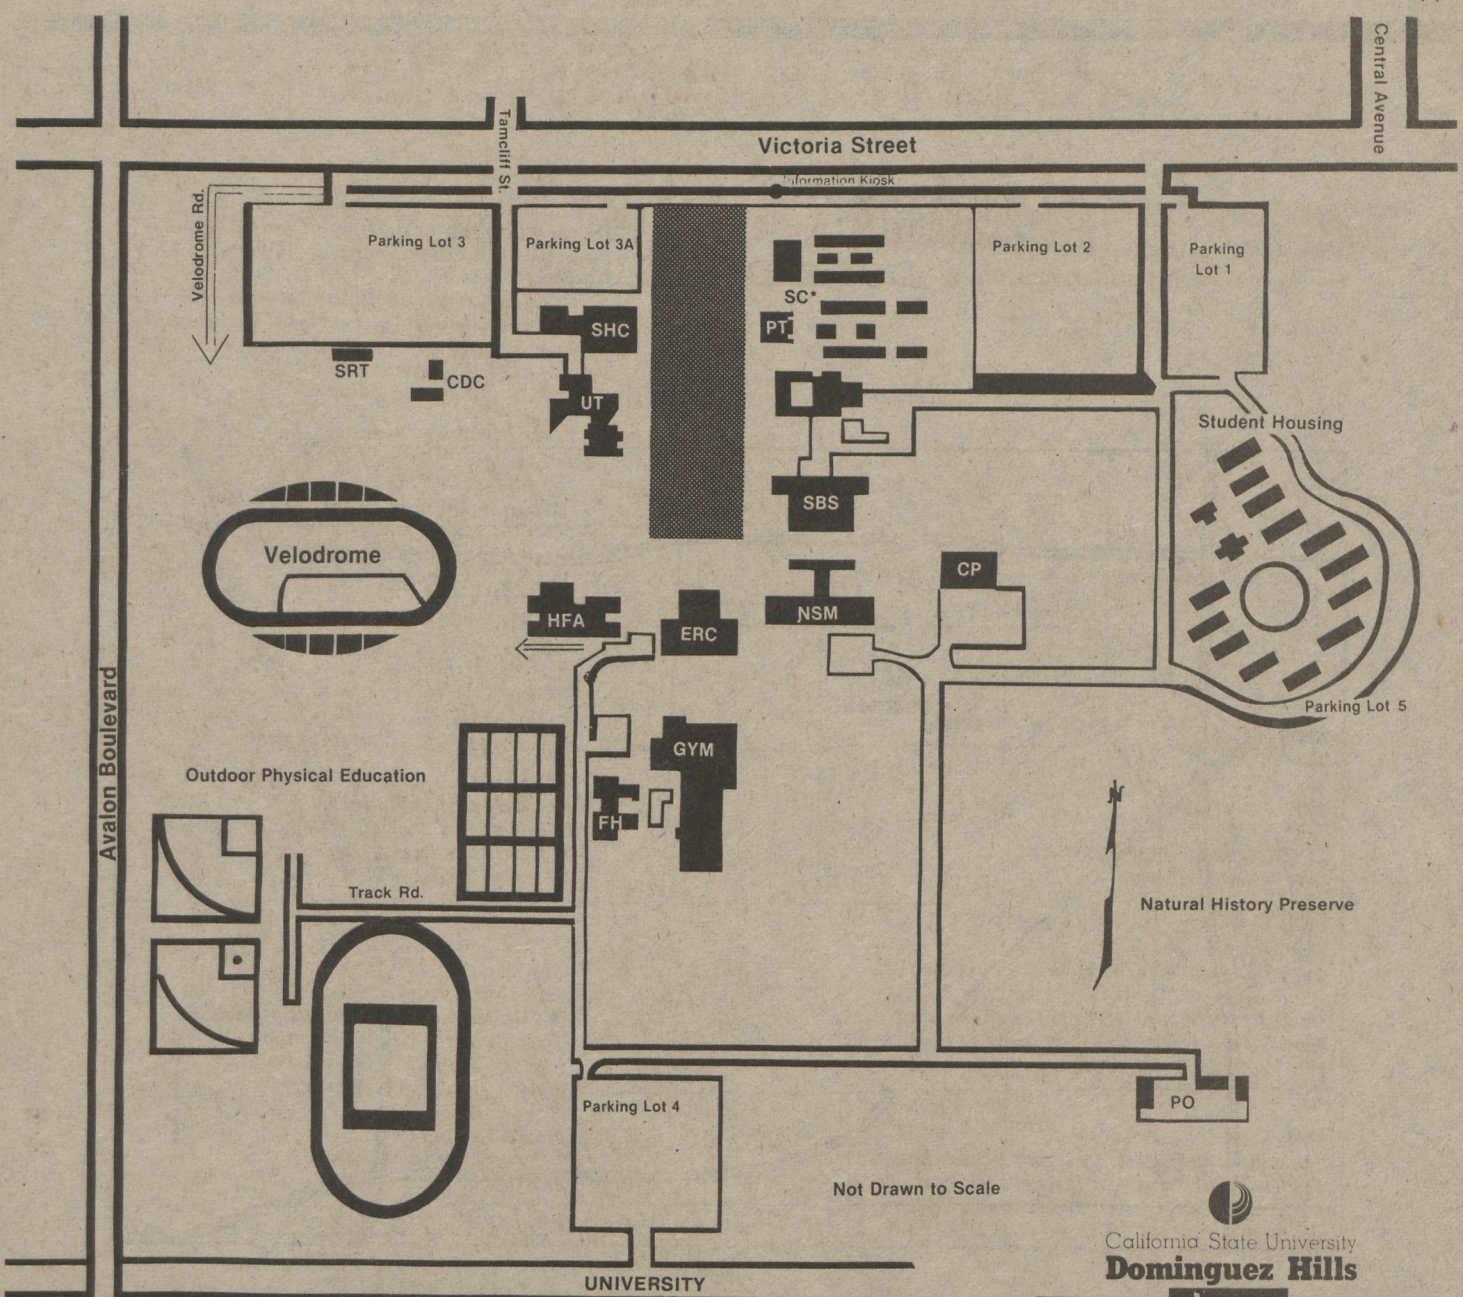 Central Avenue
Tamcliff St.
Victoria Street
Information Kiosk
Velodrome Rd.
Parking Lot 3
Parking Lot 3A
Parking Lot 2
Parking
Lot 1
SC*
SHC
PT
SRT
CDC
UT
Student Housing
SBS
Velodrome
CP
HFA
ERC
NSM
Avalon Boulevard
Parking Lot 5
GYM
Outdoor Physical Education
N
FH
Track Rd.
Natural History Preserve
Parking Lot 4
PO
Not Drawn to Scale
California State University
Dominguez Hills
UNIVERSITY